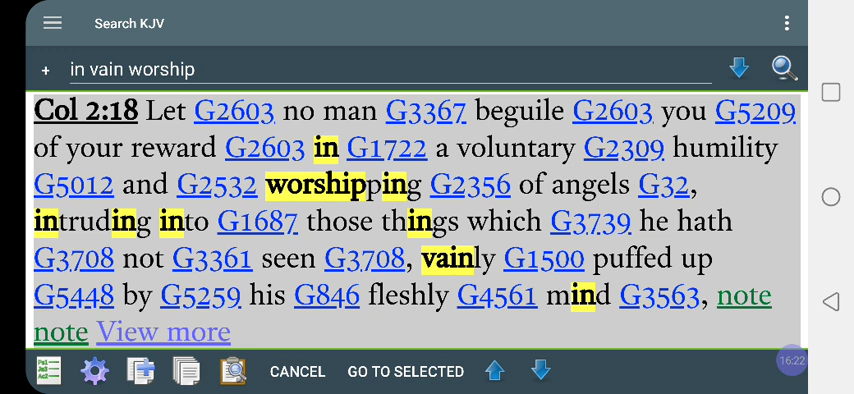 Search KJV
+ in vain worship
Col 2:18 Let G2603 no man G3367 beguile G2603 you G5209
of your reward G2603 in G1722 a voluntary G2309 humility
G5012 and G2532 worshipping G2356 of angels G32,
intruding into G1687 those things which G3739 he hath
G3708 not G3361 seen G3708, vainly G1500 puffed up
G5448 by G5259 his G846 fleshly G4561 mind G3563, note
note View more
CANCEL GO TO SELECTED
16:22